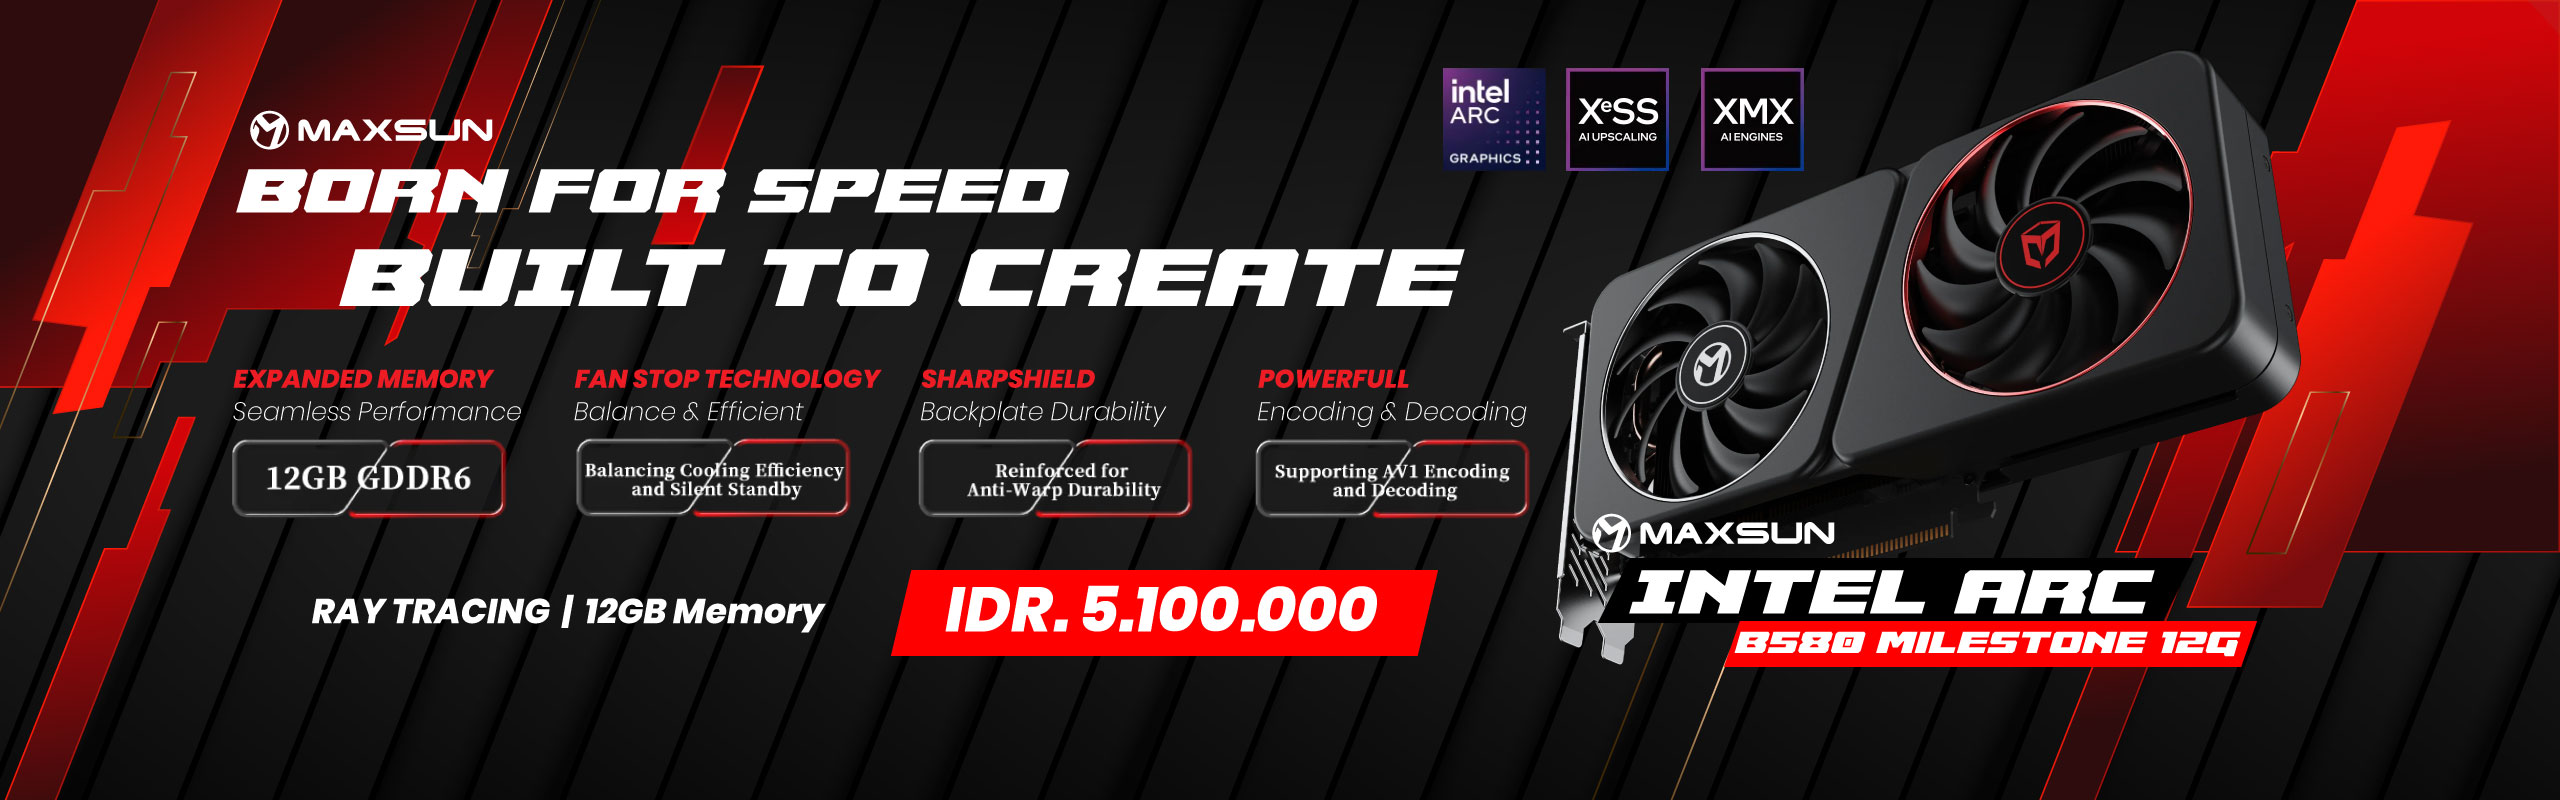 MAXSUN
BORN FOR SPEED
BUILT TO CREATE
intel
ARC
GRAPHICS
XeSS
AI UPSCALING
XMX
AI ENGINES
EXPANDED MEMORY
Seamless Performance
12GB GDDR6
FAN STOP TECHNOLOGY
Balance & Efficient
Balancing Cooling Efficiency
and Silent Standby
SHARPSHIELD
Backplate Durability
Reinforced for
Anti-Warp Durability
POWERFULL
Encoding & Decoding
Supporting AV1 Encoding
and Decoding
RAY TRACING | 12GB Memory
IDR. 5.100.000
MAXSUN
INTEL ARC
B580 MILESTONE 12G